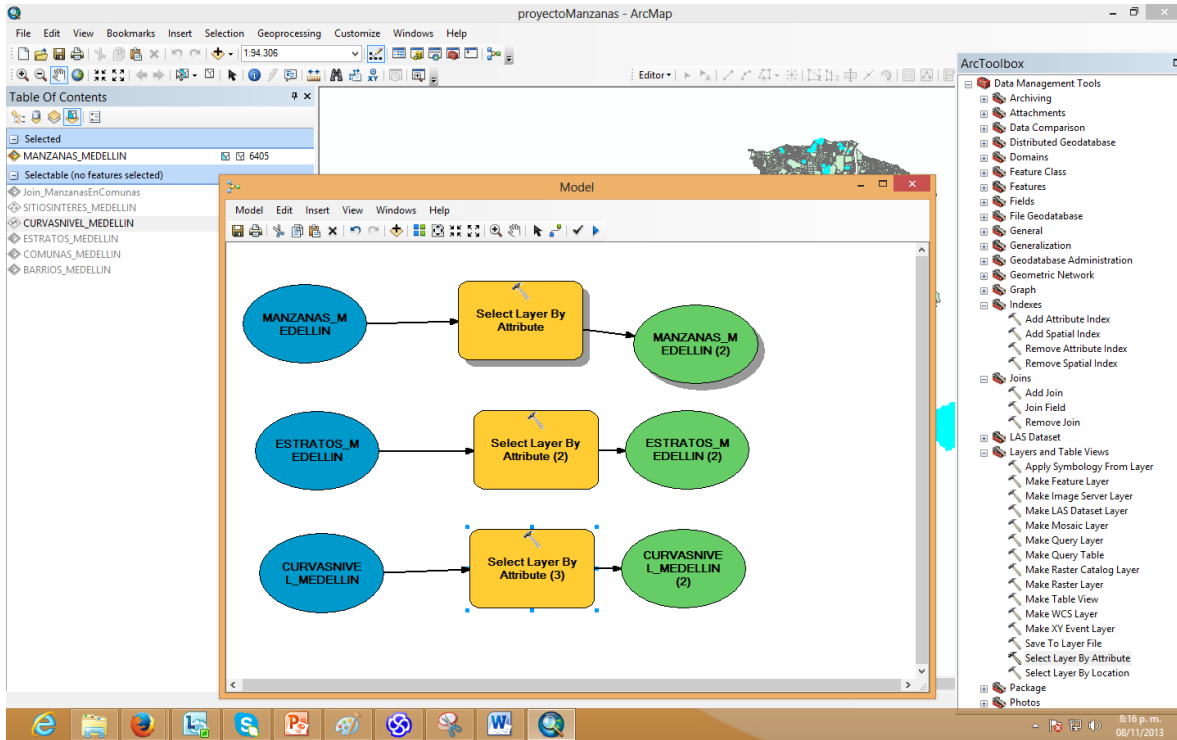 proyectoManzanas - ArcMap
File Edit View Bookmarks Insert Selection Geoprocessing Customize Windows Help
1:94.306
Editor
Table Of Contents
Selected
MANZANAS_MEDELLIN 6405
Selectable (no features selected)
Join_ManzanasEnComunas
SITIOSINTERES_MEDELLIN
CURVASNIVEL_MEDELLIN
ESTRATOS_MEDELLIN
COMUNAS_MEDELLIN
BARRIOS_MEDELLIN
Model
Model Edit Insert View Windows Help
MANZANAS_M
EDELLIN
Select Layer By
Attribute
MANZANAS_M
EDELLIN (2)
ESTRATOS_M
EDELLIN
Select Layer By
Attribute (2)
ESTRATOS_M
EDELLIN (2)
CURVASNIVE
L_MEDELLIN
Select Layer By
Attribute (3)
CURVASNIVE
L_MEDELLIN
(2)
ArcToolbox
Data Management Tools
Archiving
Attachments
Data Comparison
Distributed Geodatabase
Domains
Feature Class
Features
Fields
File Geodatabase
General
Generalization
Geodatabase Administration
Geometric Network
Graph
Indexes
Add Attribute Index
Add Spatial Index
Remove Attribute Index
Remove Spatial Index
Joins
Add Join
Join Field
Remove Join
LAS Dataset
Layers and Table Views
Apply Symbology From Layer
Make Feature Layer
Make Image Server Layer
Make LAS Dataset Layer
Make Mosaic Layer
Make Query Layer
Make Query Table
Make Raster Catalog Layer
Make Raster Layer
Make Table View
Make WCS Layer
Make XY Event Layer
Save To Layer File
Select Layer By Attribute
Select Layer By Location
Package
Photos
8:16 p. m.
08/11/2013